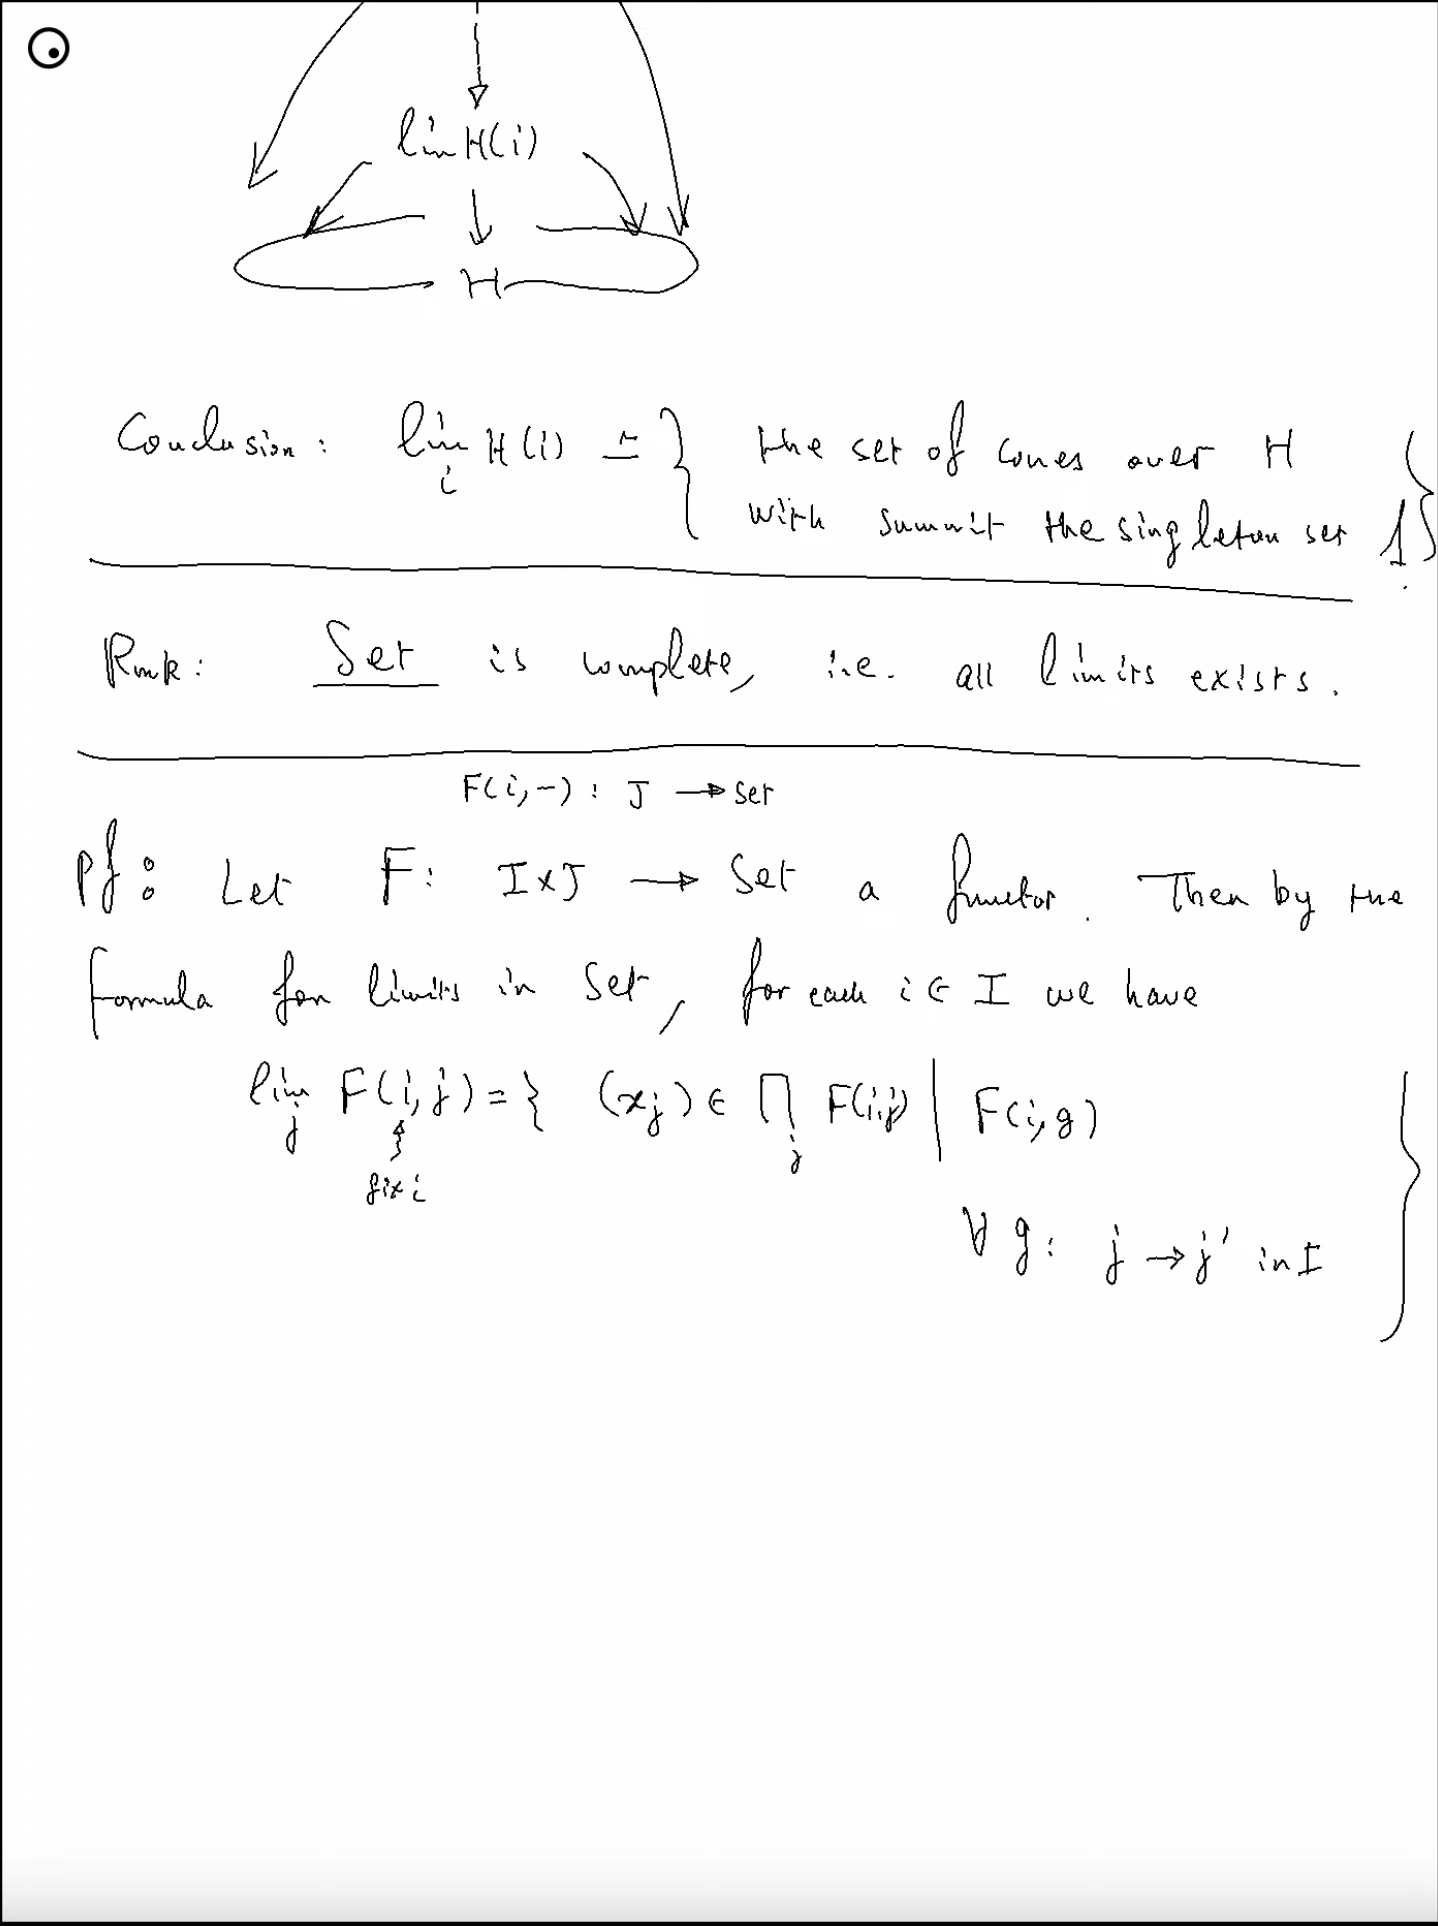 lim H(i)
H
Conclusion: lim H(i) = { the set of cones over H
i
with summit the singleton set 1 }.
Rmk: Set is complete, i.e. all limits exists.
F(i,-): J → Set
Pf: Let F: I×J → Set a functor. Then by the
formula for limits in Set, for each i ∈ I we have
lim F(i,j) = { (xj) ∈ ∏ F(i,j) | F(i,g)
j j
fix i
∀ g: j → j' in I }